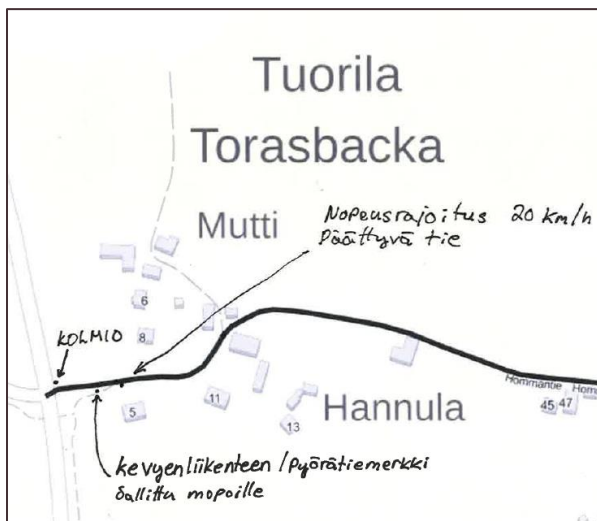 Tuorila
Torasbacka
Mutti
Nopeusrajoitus 20 km/h
Päättyvä tie
6
8
KOLMIO
5
11
13
Hannula
Hommantie
45
47
kevyenliikenteen / Pyörätiemerkki
Sallittu mopoille